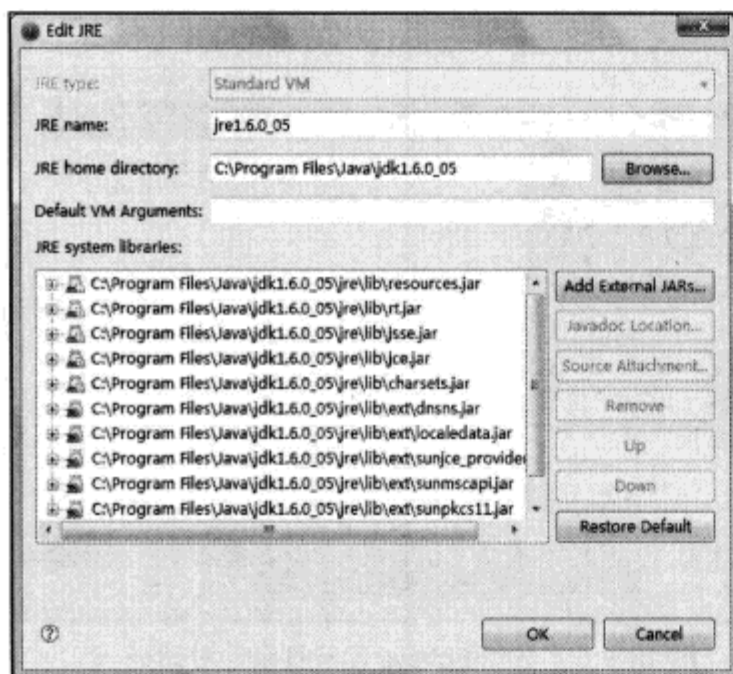 Edit JRE
JRE type: Standard VM
JRE name: jre1.6.0_05
JRE home directory: C:\Program Files\Java\jdk1.6.0_05 Browse...
Default VM Arguments:
JRE system libraries:
C:\Program Files\Java\jdk1.6.0_05\jre\lib\resources.jar
C:\Program Files\Java\jdk1.6.0_05\jre\lib\rt.jar
C:\Program Files\Java\jdk1.6.0_05\jre\lib\jsse.jar
C:\Program Files\Java\jdk1.6.0_05\jre\lib\jce.jar
C:\Program Files\Java\jdk1.6.0_05\jre\lib\charsets.jar
C:\Program Files\Java\jdk1.6.0_05\jre\lib\ext\dnsns.jar
C:\Program Files\Java\jdk1.6.0_05\jre\lib\ext\localedata.jar
C:\Program Files\Java\jdk1.6.0_05\jre\lib\ext\sunjce_provider
C:\Program Files\Java\jdk1.6.0_05\jre\lib\ext\sunmscapi.jar
C:\Program Files\Java\jdk1.6.0_05\jre\lib\ext\sunpkcs11.jar
Add External JARs...
Javadoc Location...
Source Attachment...
Remove
Up
Down
Restore Default
OK
Cancel